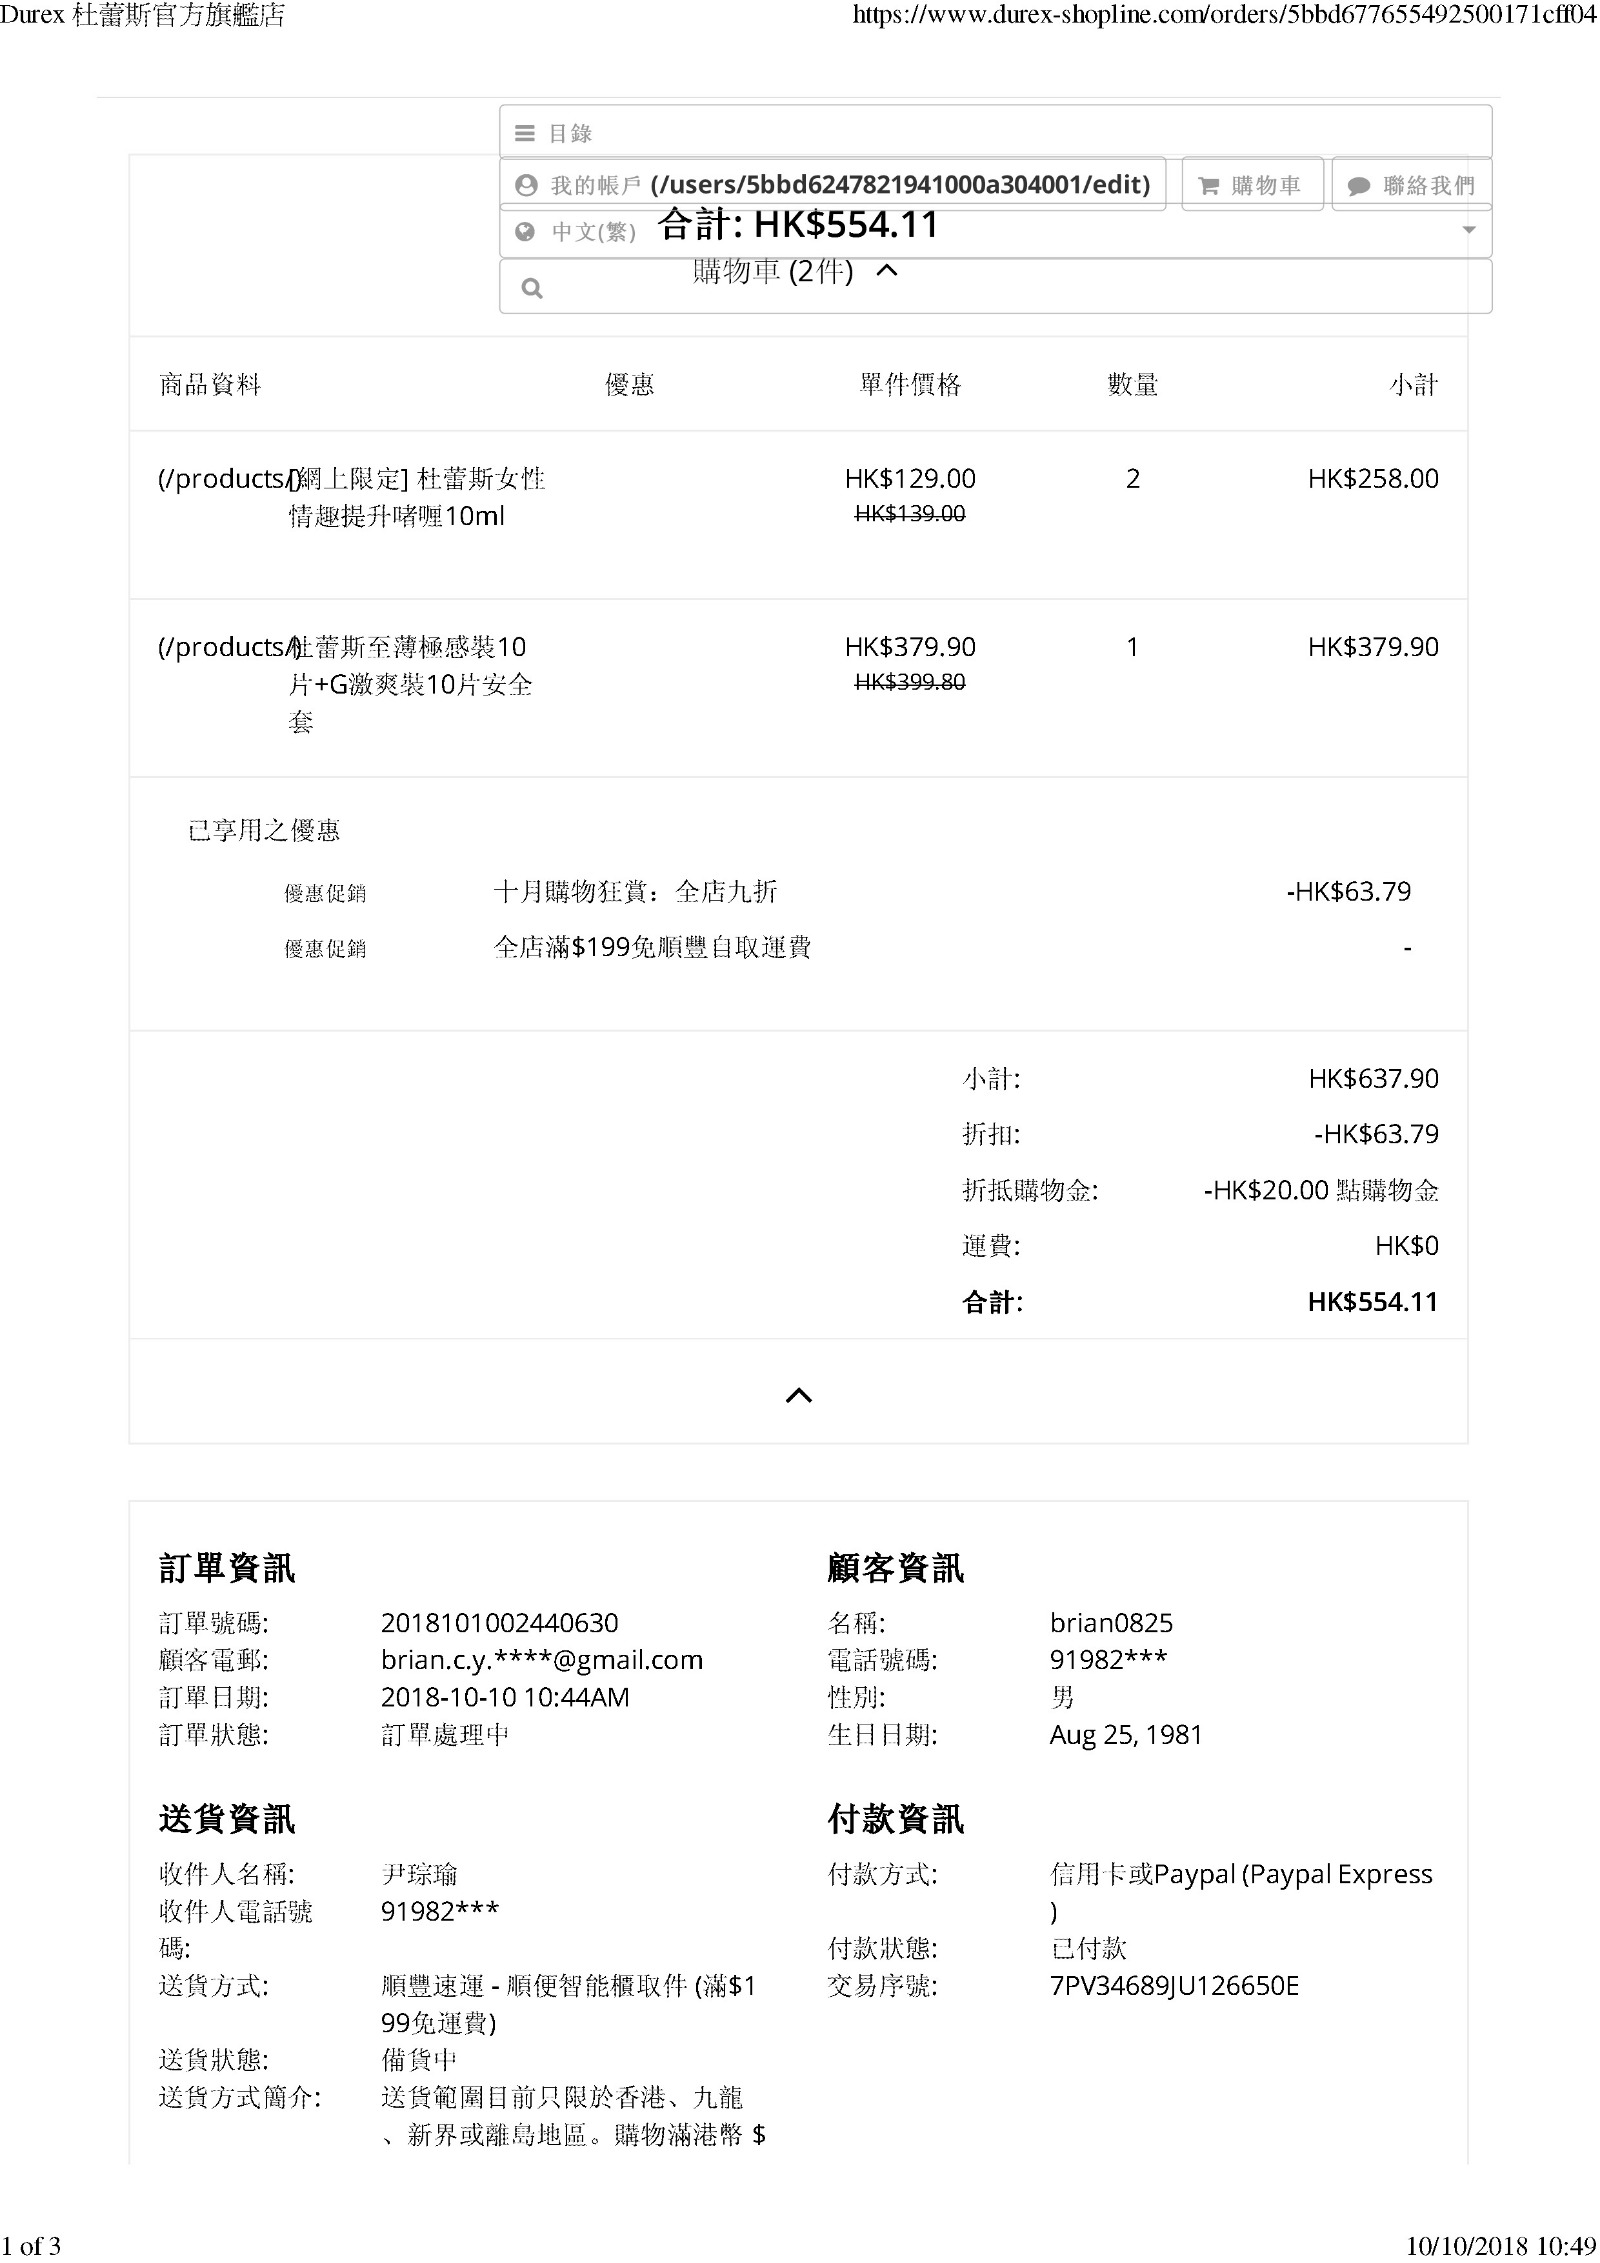 Durex 杜蕾斯官方旗艦店 https://www.durex-shopline.com/orders/5bbd677655492500171cff04
目錄
我的帳戶 (/users/5bbd6247821941000a304001/edit) 購物車 聯絡我們
中文(繁) 合計: HK$554.11
購物車 (2件)
商品資料 優惠 單件價格 數量 小計
(/products/) [網上限定] 杜蕾斯女性 HK$129.00 2 HK$258.00
情趣提升啫喱10ml HK$139.00
(/products/) 杜蕾斯至薄極感裝10 HK$379.90 1 HK$379.90
片+G激爽裝10片安全 HK$399.80
套
已享用之優惠
優惠促銷 十月購物狂賞：全店九折 -HK$63.79
優惠促銷 全店滿$199免順豐自取運費 -
小計: HK$637.90
折扣: -HK$63.79
折抵購物金: -HK$20.00 點購物金
運費: HK$0
合計: HK$554.11
訂單資訊 顧客資訊
訂單號碼: 2018101002440630 名稱: brian0825
顧客電郵: brian.c.y.****@gmail.com 電話號碼: 91982***
訂單日期: 2018-10-10 10:44AM 性別: 男
訂單狀態: 訂單處理中 生日日期: Aug 25, 1981
送貨資訊 付款資訊
收件人名稱: 尹琮瑜 付款方式: 信用卡或Paypal (Paypal Express
收件人電話號 91982*** )
碼: 付款狀態: 已付款
送貨方式: 順豐速運 - 順便智能櫃取件 (滿$1 交易序號: 7PV34689JU126650E
99免運費)
送貨狀態: 備貨中
送貨方式簡介: 送貨範圍目前只限於香港、九龍
、新界或離島地區。購物滿港幣 $
1 of 3 10/10/2018 10:49